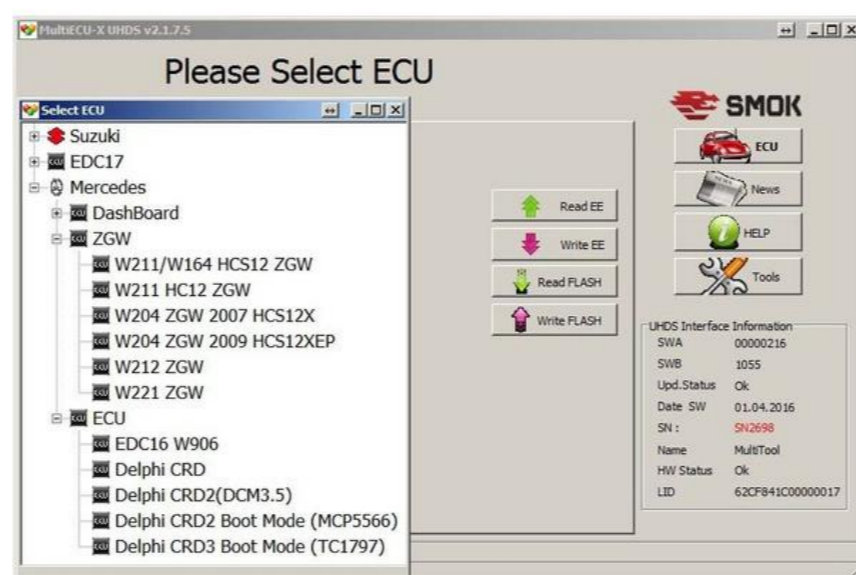 MultiECU-X UHDS v2.1.7.5
Please Select ECU
Select ECU
Suzuki
EDC17
Mercedes
DashBoard
ZGW
W211/W164 HCS12 ZGW
W211 HC12 ZGW
W204 ZGW 2007 HCS12X
W204 ZGW 2009 HCS12XEP
W212 ZGW
W221 ZGW
ECU
EDC16 W906
Delphi CRD
Delphi CRD2(DCM3.5)
Delphi CRD2 Boot Mode (MCP5566)
Delphi CRD3 Boot Mode (TC1797)
Read EE
Write EE
Read FLASH
Write FLASH
SMOK
ECU
News
HELP
Tools
UHDS Interface Information
SWA 00000216
SWB 1055
Upd.Status Ok
Date SW 01.04.2016
SN : SN2698
Name MultiTool
HW Status Ok
LID 62CF841C00000017